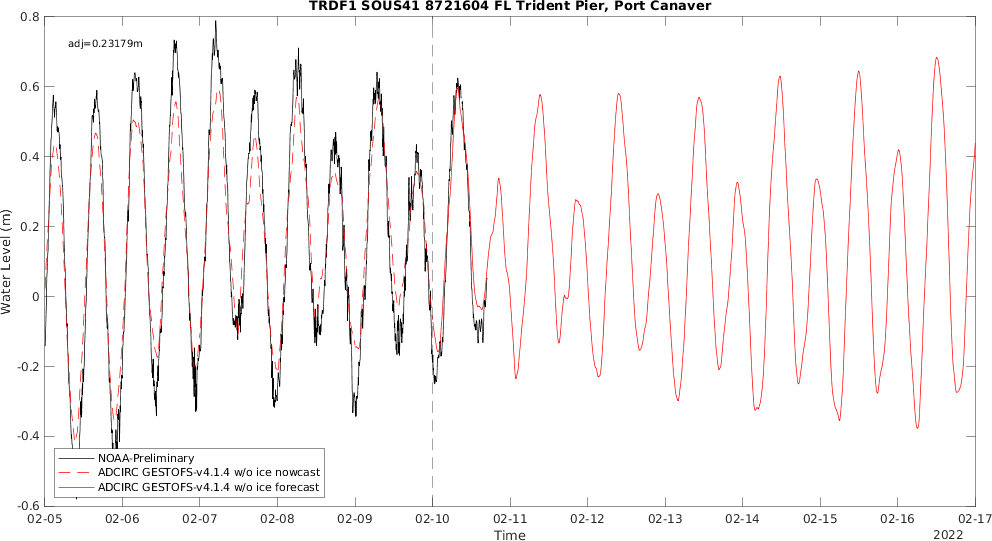 TRDF1 SOUS41 8721604 FL Trident Pier, Port Canaver
adj=0.23179m
Water Level (m)
0.8
0.6
0.4
0.2
0
-0.2
-0.4
-0.6
NOAA-Preliminary
ADCIRC GESTOFS-v4.1.4 w/o ice nowcast
ADCIRC GESTOFS-v4.1.4 w/o ice forecast
02-05 02-06 02-07 02-08 02-09 02-10 02-11 02-12 02-13 02-14 02-15 02-16 02-17
Time
2022